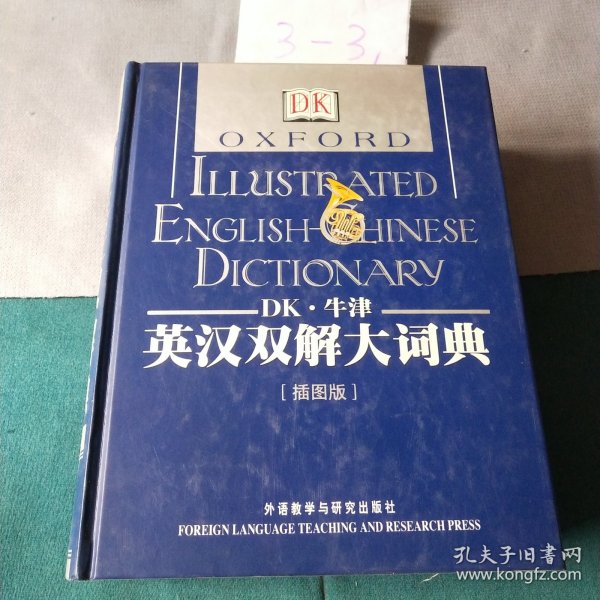 3-3,
DK
OXFORD
ILLUSTRATED
ENGLISH-CHINESE
DICTIONARY
DK·牛津
英汉双解大词典
[插图版]
外语教学与研究出版社
FOREIGN LANGUAGE TEACHING AND RESEARCH PRESS
孔夫子旧书网
www.kongfz.com